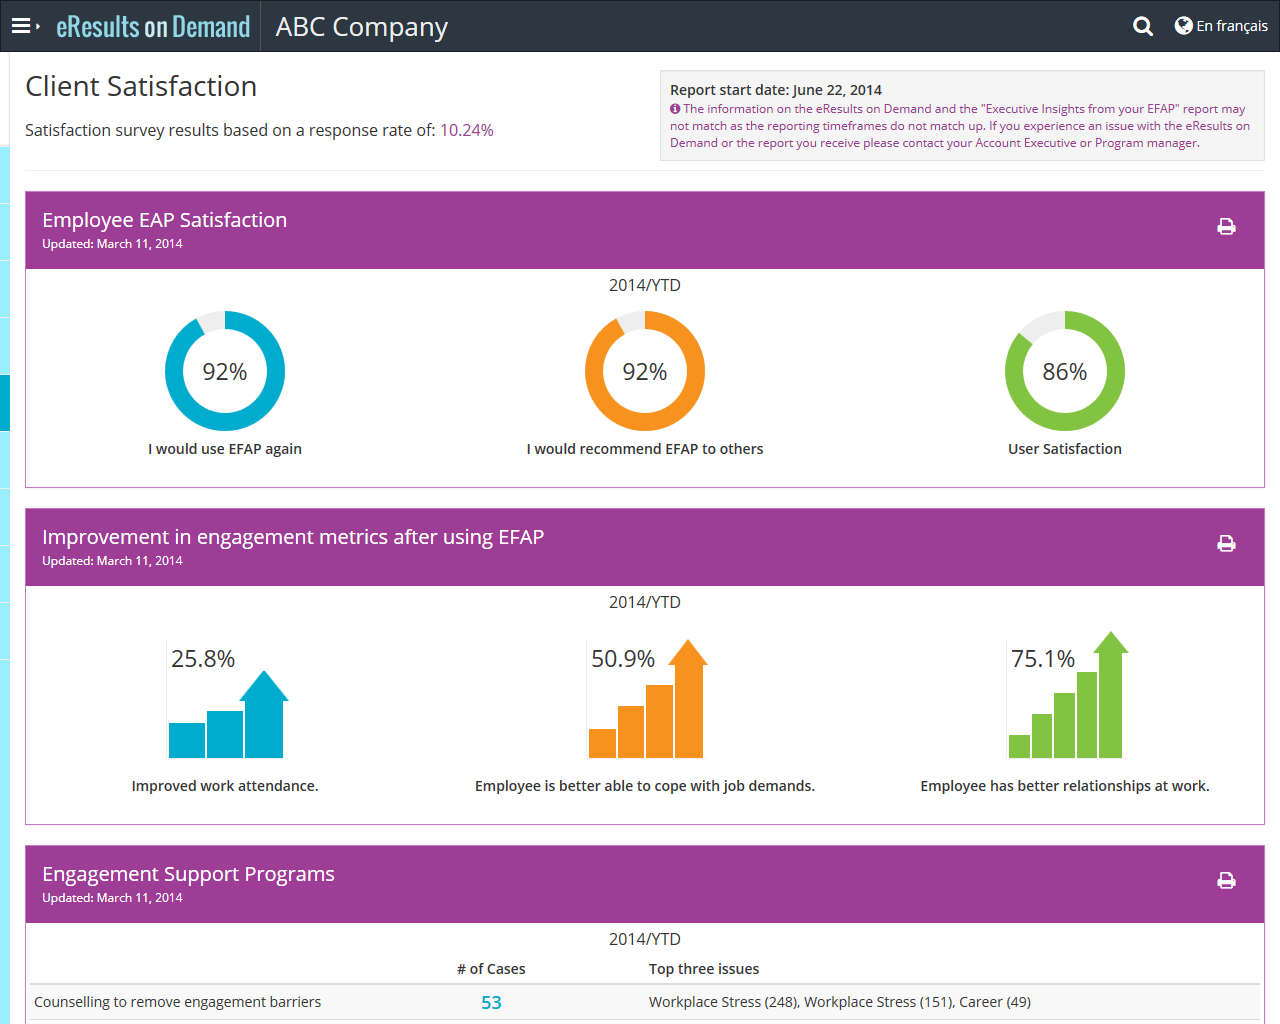 eResults on Demand
ABC Company
En français
Client Satisfaction
Satisfaction survey results based on a response rate of: 10.24%
Report start date: June 22, 2014
The information on the eResults on Demand and the "Executive Insights from your EFAP" report may
not match as the reporting timeframes do not match up. If you experience an issue with the eResults on
Demand or the report you receive please contact your Account Executive or Program manager.
Employee EAP Satisfaction
Updated: March 11, 2014
2014/YTD
92%
92%
86%
I would use EFAP again
I would recommend EFAP to others
User Satisfaction
Improvement in engagement metrics after using EFAP
Updated: March 11, 2014
2014/YTD
25.8%
50.9%
75.1%
Improved work attendance.
Employee is better able to cope with job demands.
Employee has better relationships at work.
Engagement Support Programs
Updated: March 11, 2014
2014/YTD
# of Cases
Top three issues
Counselling to remove engagement barriers
53
Workplace Stress (248), Workplace Stress (151), Career (49)